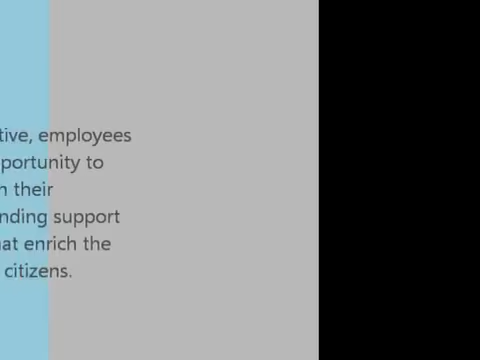 tive, employees
portunity to
n their
nding support
at enrich the
citizens.